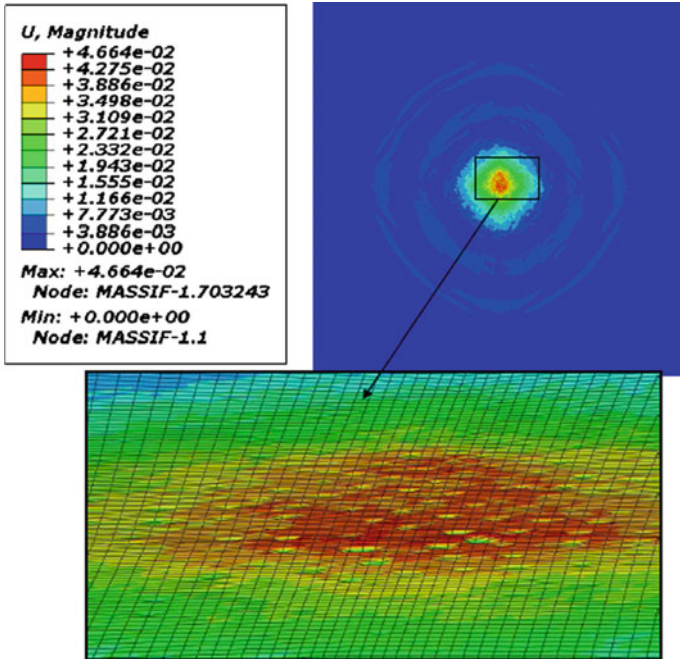 U, Magnitude
+4.664e-02
+4.275e-02
+3.886e-02
+3.498e-02
+3.109e-02
+2.721e-02
+2.332e-02
+1.943e-02
+1.555e-02
+1.166e-02
+7.773e-03
+3.886e-03
+0.000e+00
Max: +4.664e-02
Node: MASSIF-1.703243
Min: +0.000e+00
Node: MASSIF-1.1